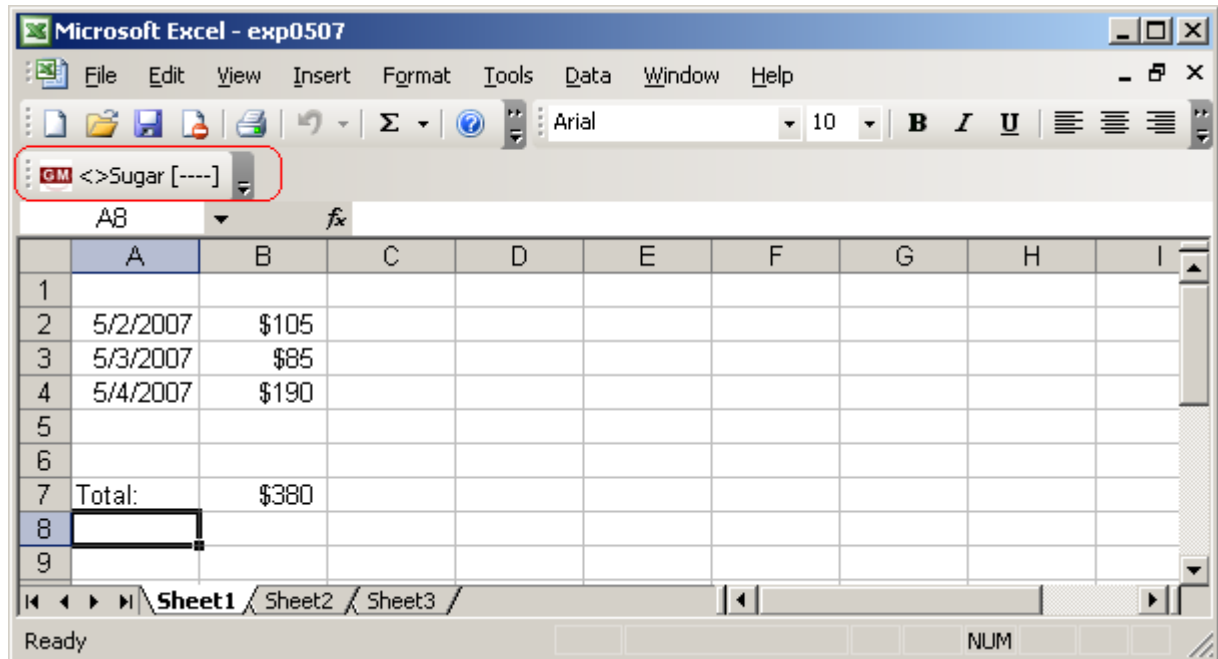 Microsoft Excel - exp0507
File Edit View Insert Format Tools Data Window Help
Σ Arial 10 B I U
GM <>Sugar [----]
A8 fx
A B C D E F G H I
1
2 5/2/2007 $105
3 5/3/2007 $85
4 5/4/2007 $190
5
6
7 Total: $380
8
9
Sheet1 Sheet2 Sheet3
Ready NUM